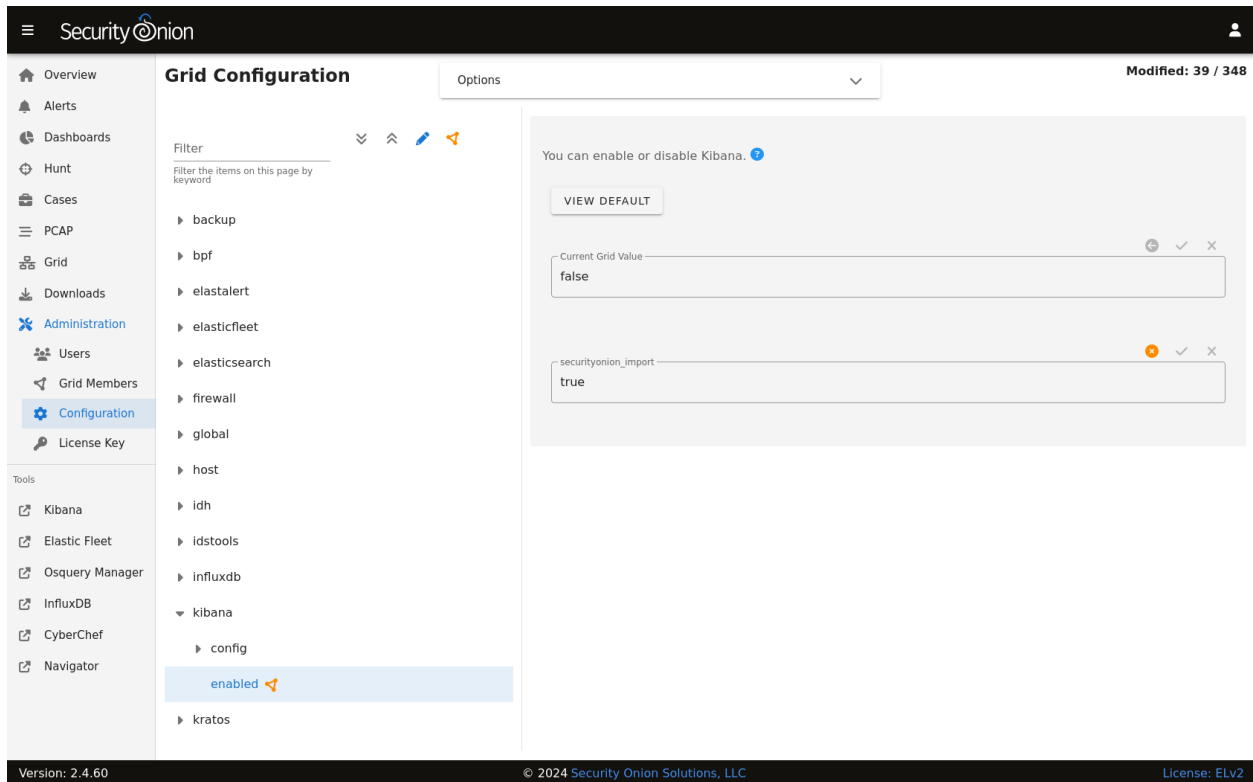 Security Onion
Overview
Alerts
Dashboards
Hunt
Cases
PCAP
Grid
Downloads
Administration
Users
Grid Members
Configuration
License Key
Tools
Kibana
Elastic Fleet
Osquery Manager
InfluxDB
CyberChef
Navigator
Grid Configuration
Options
Modified: 39 / 348
Filter
Filter the items on this page by
keyword
backup
bpf
elastalert
elasticfleet
elasticsearch
firewall
global
host
idh
idstools
influxdb
kibana
config
enabled
kratos
You can enable or disable Kibana. ?
VIEW DEFAULT
Current Grid Value
false
securityonion_import
true
Version: 2.4.60
© 2024 Security Onion Solutions, LLC
License: ELv2